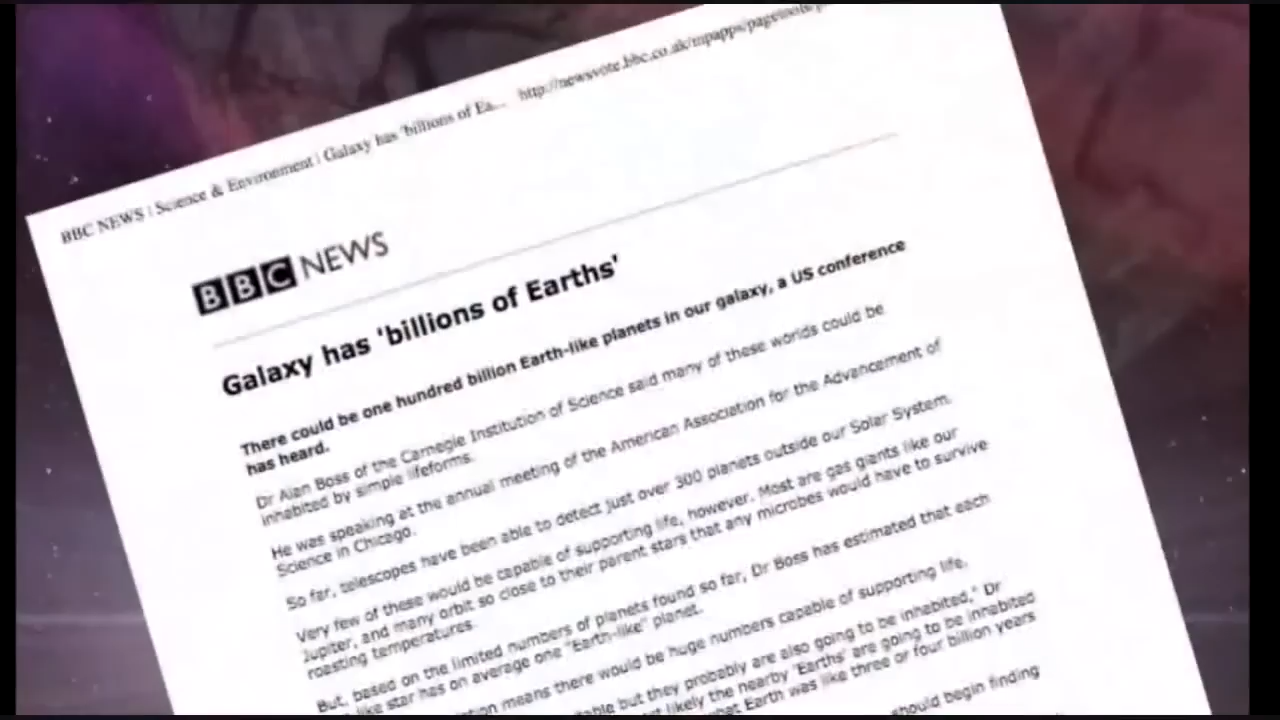 BBC NEWS | Science & Environment | Galaxy has 'billions of Ea... http://newsvote.bbc.co.uk/mpapps/pagetools/p
BBC NEWS
Galaxy has 'billions of Earths'
There could be one hundred billion Earth-like planets in our galaxy, a US conference
has heard.
Dr Alan Boss of the Carnegie Institution of Science said many of these worlds could be
inhabited by simple lifeforms.
He was speaking at the annual meeting of the American Association for the Advancement of
Science in Chicago.
So far, telescopes have been able to detect just over 300 planets outside our Solar System.
Very few of these would be capable of supporting life, however. Most are gas giants like our
Jupiter, and many orbit so close to their parent stars that any microbes would have to survive
roasting temperatures.
But, based on the limited numbers of planets found so far, Dr Boss has estimated that each
like star has on average one "Earth-like" planet.
means there would be huge numbers capable of supporting life.
but they probably are also going to be inhabited," Dr
likely the nearby 'Earths' are going to be inhabited
what Earth was like three or four billion years
should begin finding